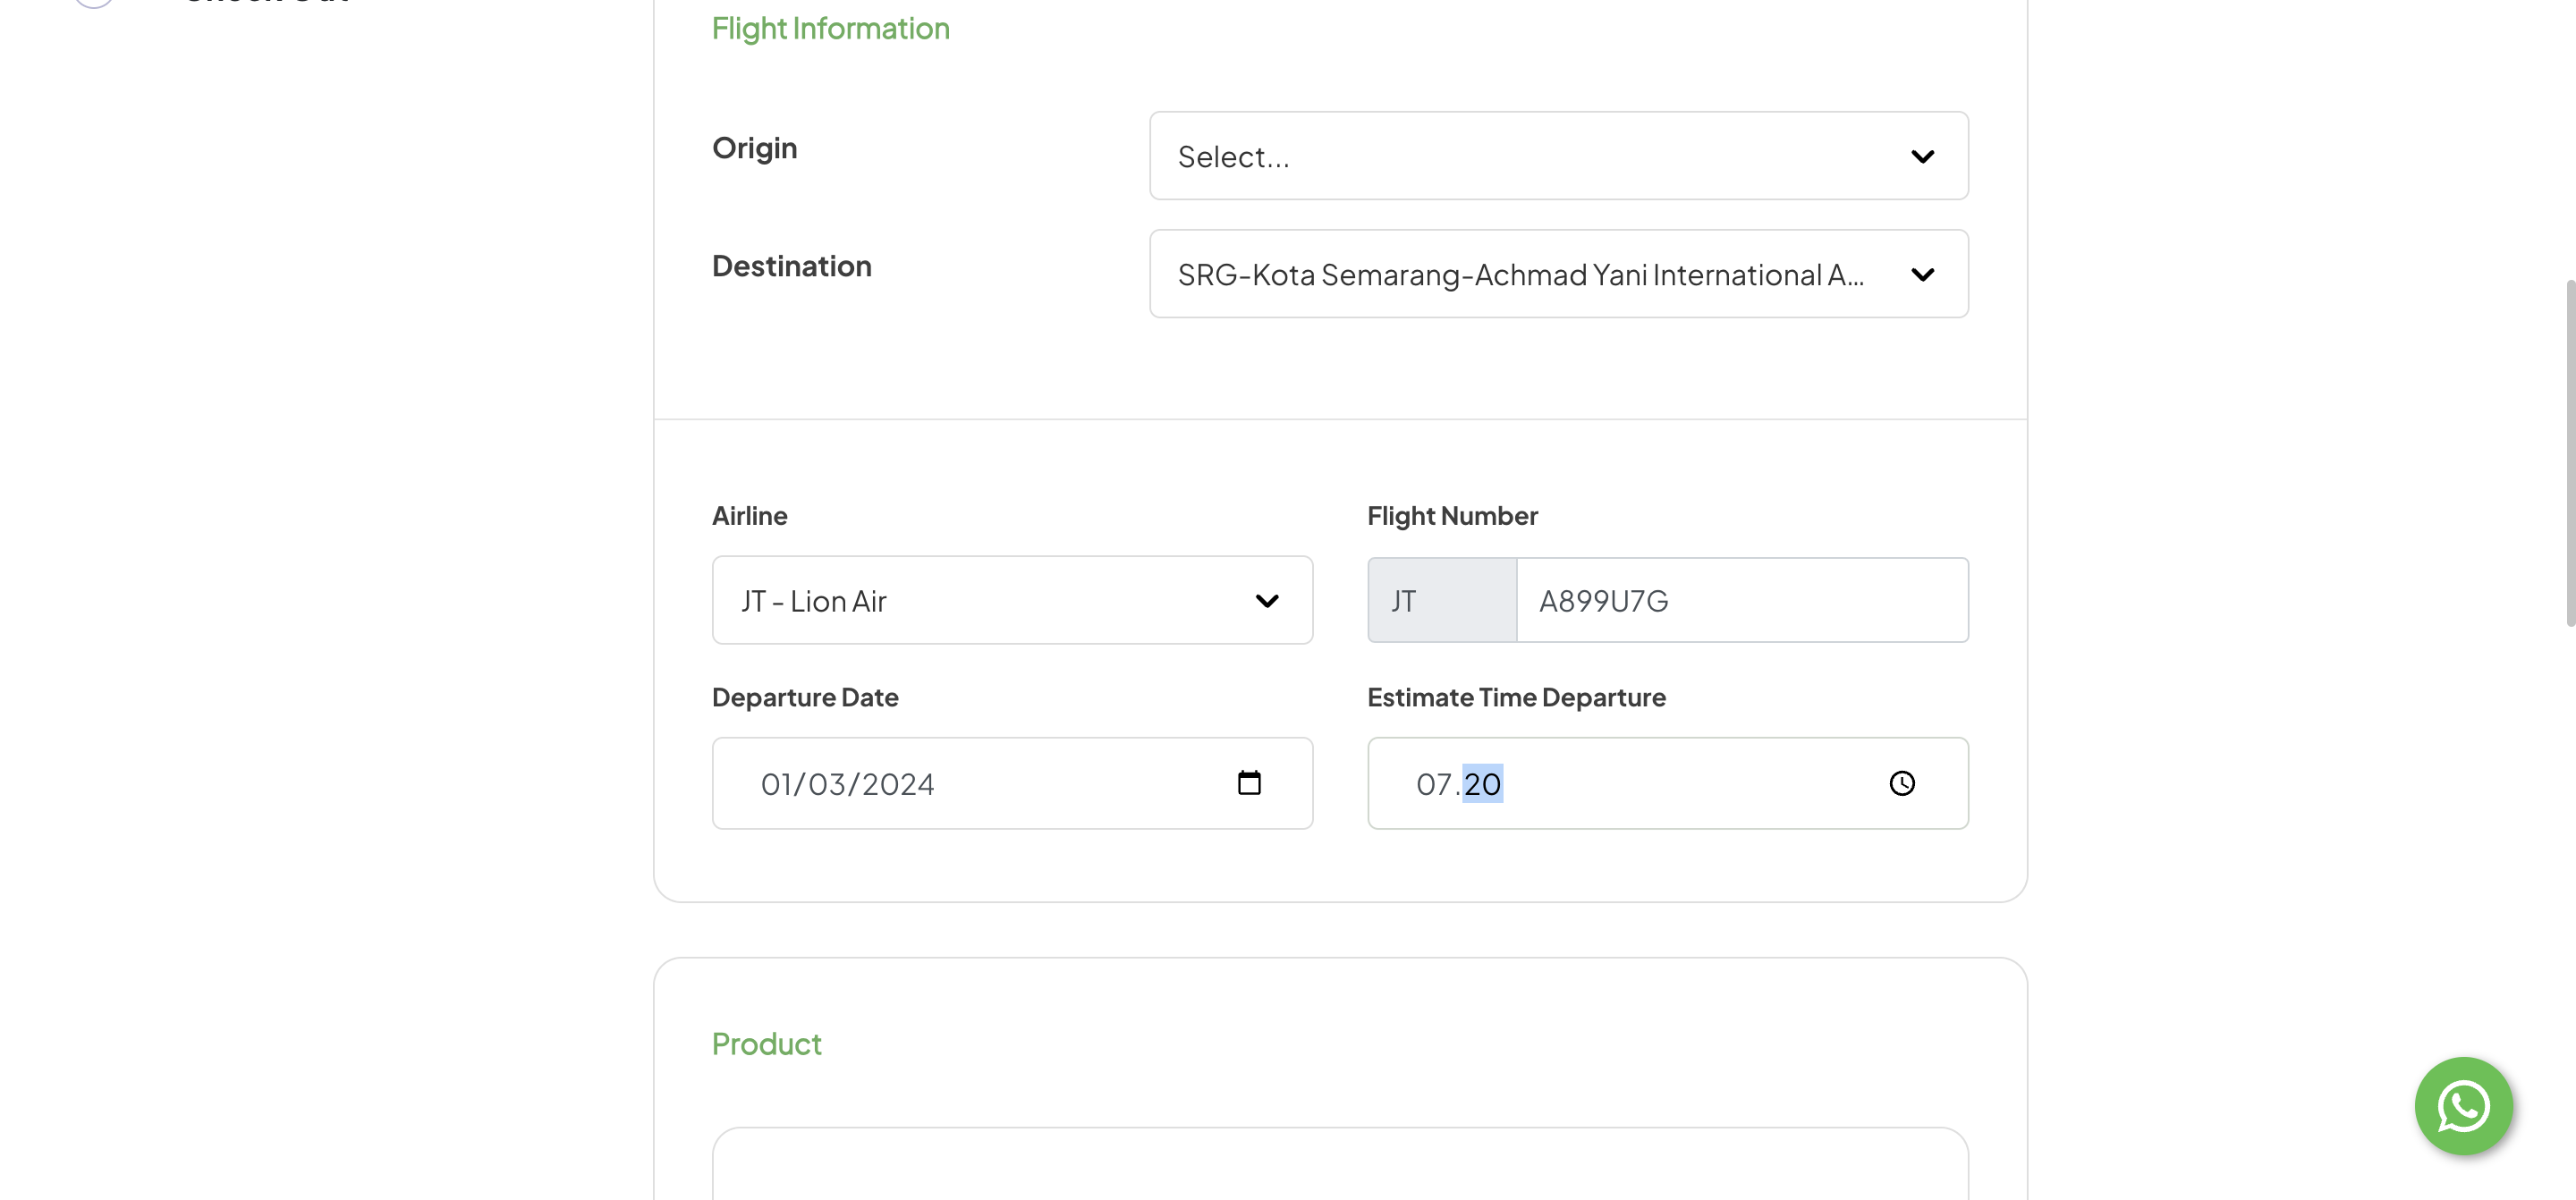 Flight Information
Origin
Select...
Destination
SRG-Kota Semarang-Achmad Yani International A...
Airline
Flight Number
JT - Lion Air
JT
A899U7G
Departure Date
Estimate Time Departure
01/03/2024
07.20
Product